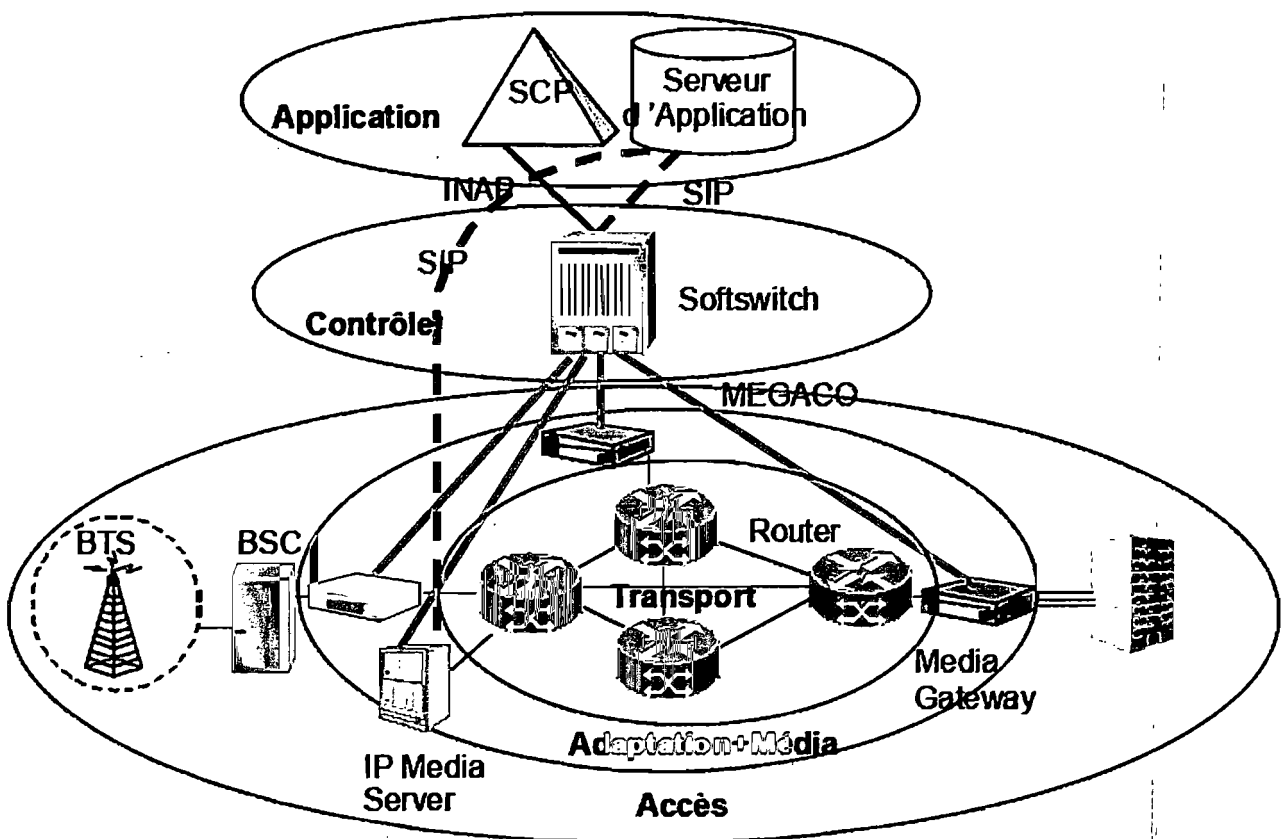 SCP
Serveur
d 'Application
Application
INAP
SIP
SIP
Softswitch
Contrôle
MEGACO
BTS
BSC
Router
Transport
Media
Gateway
Adaptation+Média
IP Media
Server
Accès